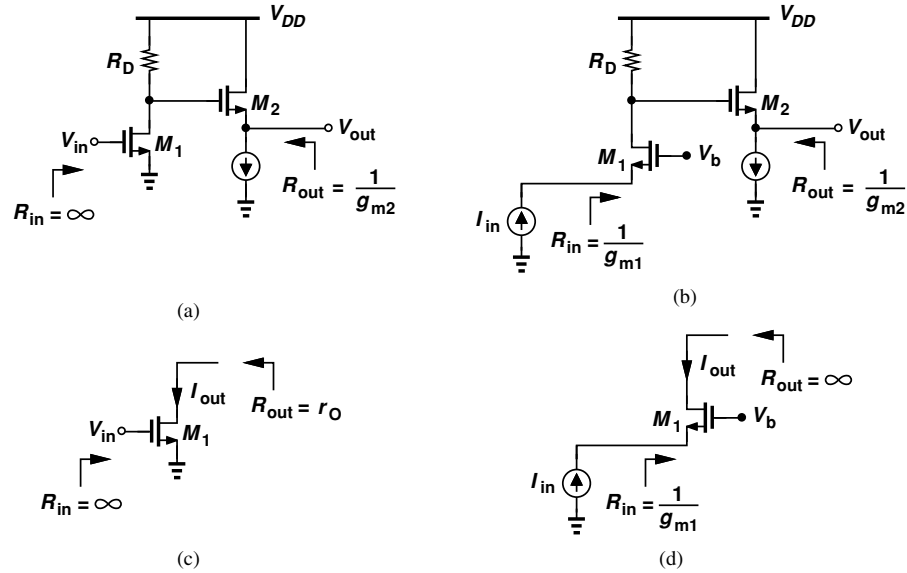 V_DD
R_D
M_2
V_in
M_1
V_out
R_out = 1/g_m2
R_in = ∞
(a)
V_DD
R_D
M_2
M_1
V_b
V_out
I_in
R_in = 1/g_m1
R_out = 1/g_m2
(b)
I_out
R_out = r_O
V_in
M_1
R_in = ∞
(c)
I_out
R_out = ∞
M_1
V_b
I_in
R_in = 1/g_m1
(d)